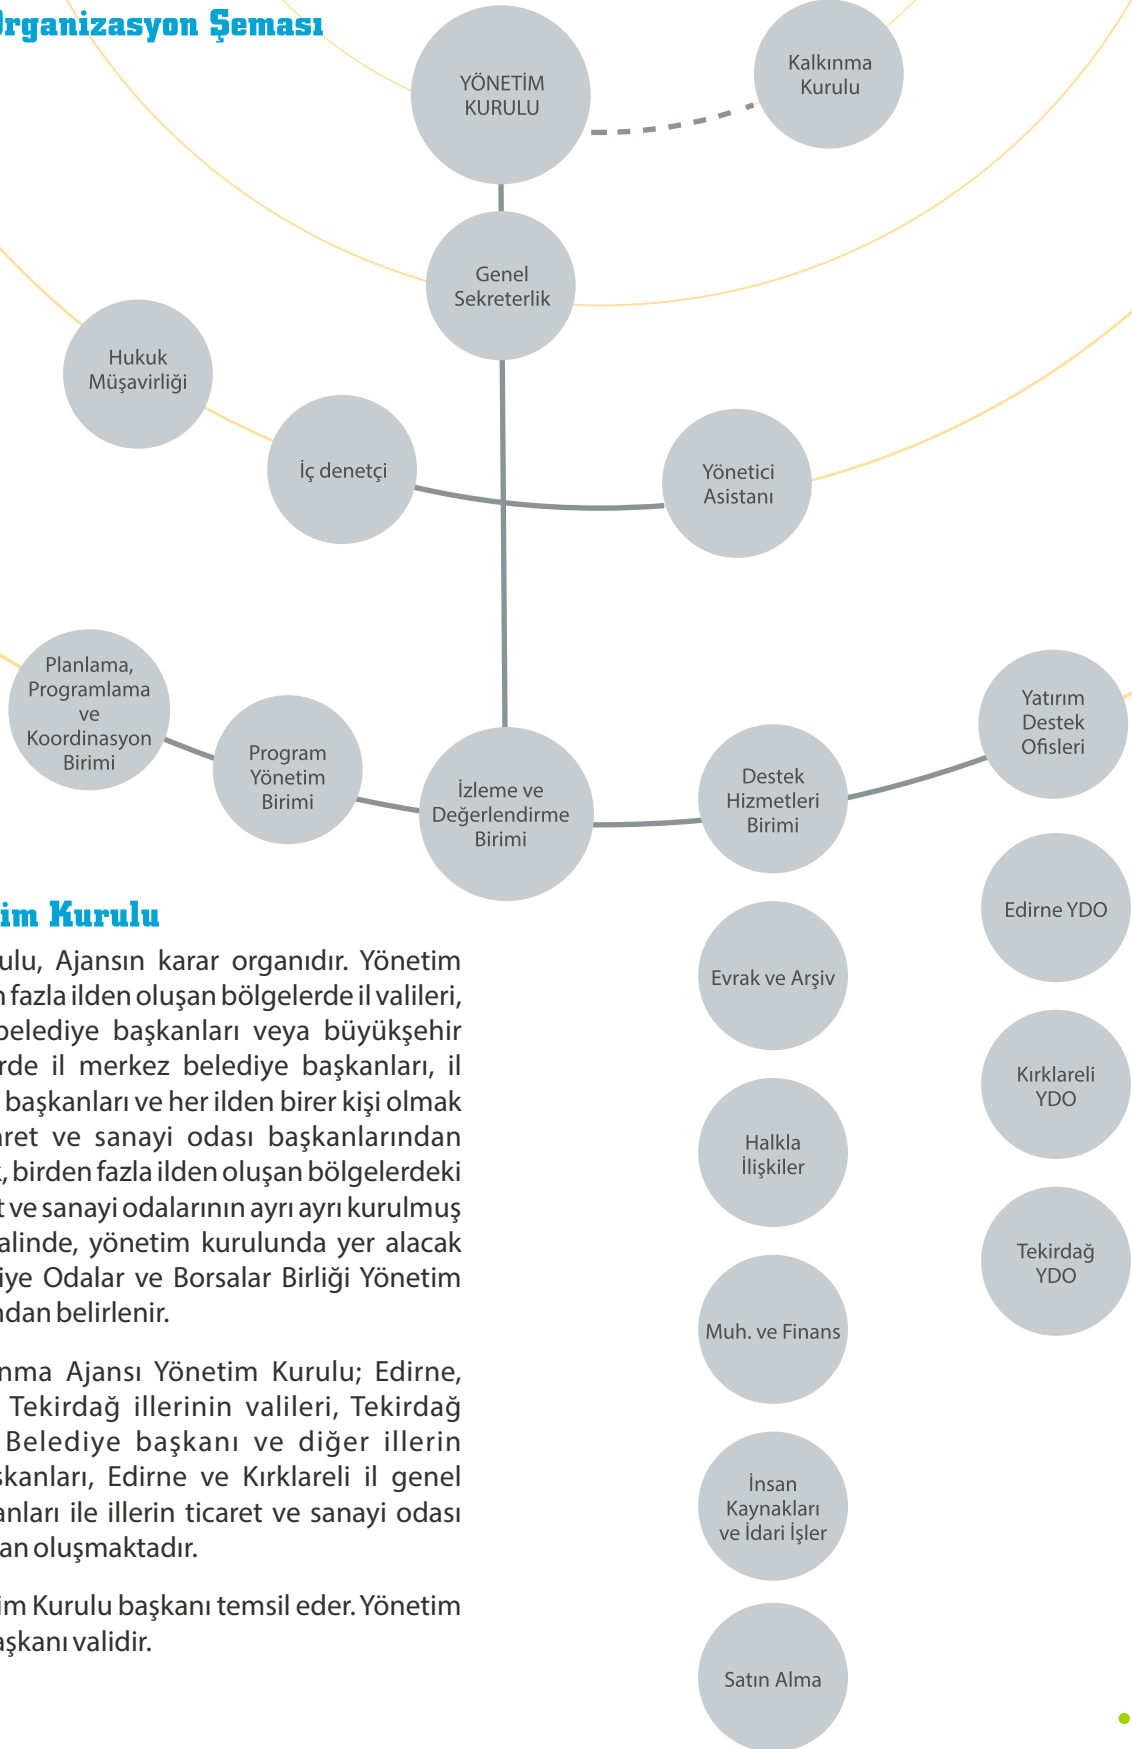 Organizasyon Şeması
YÖNETİM
KURULU
Kalkınma
Kurulu
Genel
Sekreterlik
Hukuk
Müşavirliği
İç denetçi
Yönetici
Asistanı
Planlama,
Programlama
ve
Koordinasyon
Birimi
Program
Yönetim
Birimi
İzleme ve
Değerlendirme
Birimi
Destek
Hizmetleri
Birimi
Yatırım
Destek
Ofisleri
Evrak ve Arşiv
Halkla
İlişkiler
Muh. ve Finans
İnsan
Kaynakları
ve İdari İşler
Satın Alma
Edirne YDO
Kırklareli
YDO
Tekirdağ
YDO
im Kurulu
ulu, Ajansın karar organıdır. Yönetim
n fazla ilden oluşan bölgelerde il valileri,
belediye başkanları veya büyükşehir
rde il merkez belediye başkanları, il
başkanları ve her ilden birer kişi olmak
aret ve sanayi odası başkanlarından
k, birden fazla ilden oluşan bölgelerdeki
t ve sanayi odalarının ayrı ayrı kurulmuş
alinde, yönetim kurulunda yer alacak
iye Odalar ve Borsalar Birliği Yönetim
ndan belirlenir.
nma Ajansı Yönetim Kurulu; Edirne,
Tekirdağ illerinin valileri, Tekirdağ
Belediye başkanı ve diğer illerin
şkanları, Edirne ve Kırklareli il genel
anları ile illerin ticaret ve sanayi odası
an oluşmaktadır.
im Kurulu başkanı temsil eder. Yönetim
aşkanı validir.